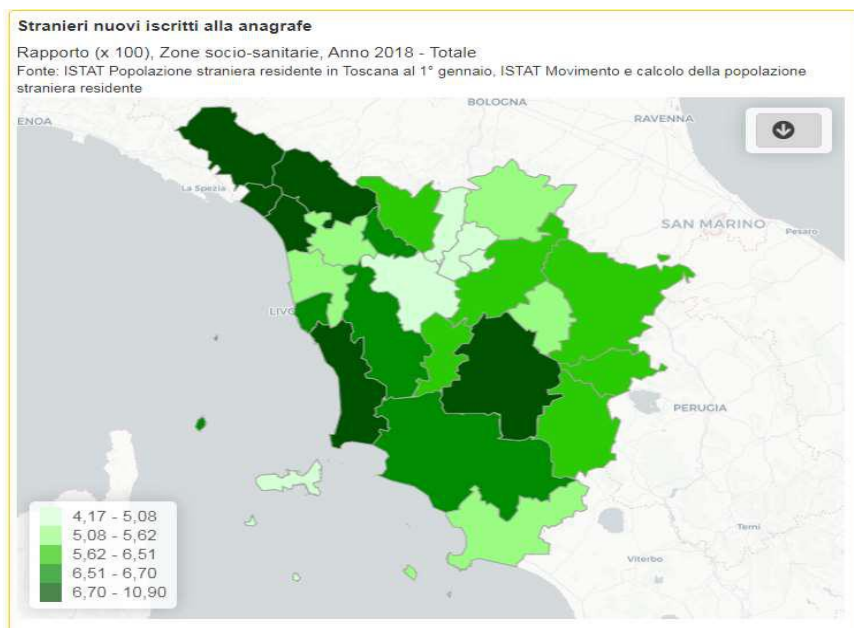 Stranieri nuovi iscritti alla anagrafe
Rapporto (x 100), Zone socio-sanitarie, Anno 2018 - Totale
Fonte: ISTAT Popolazione straniera residente in Toscana al 1° gennaio, ISTAT Movimento e calcolo della popolazione
straniera residente
BOLOGNA
ENOA
RAVENNA
La Spezia
SAN MARINO
Pesaro
LIVO
PERUGIA
4,17 - 5,08
5,08 - 5,62
5,62 - 6,51
6,51 - 6,70
6,70 - 10,90
Terni
Viterbo